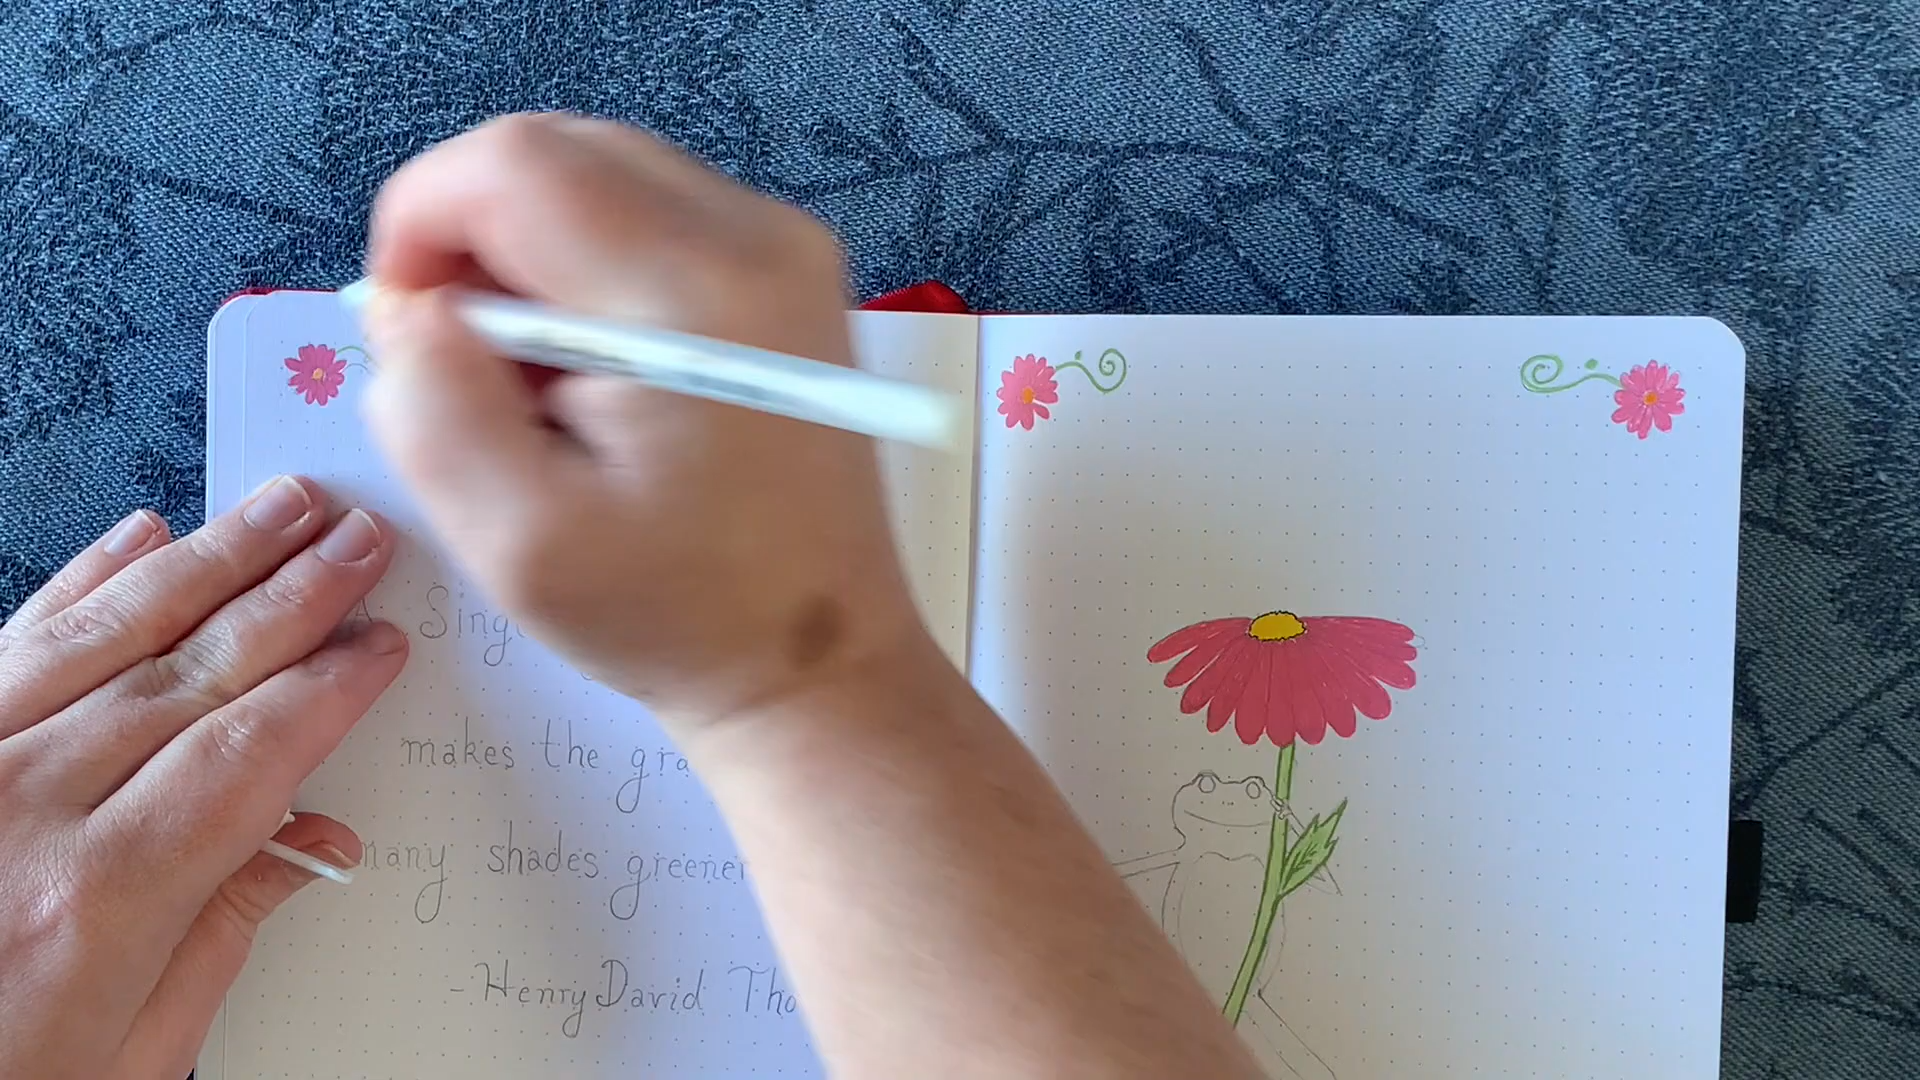 A Sing
makes the gra
many shades greener
- Henry David Tho